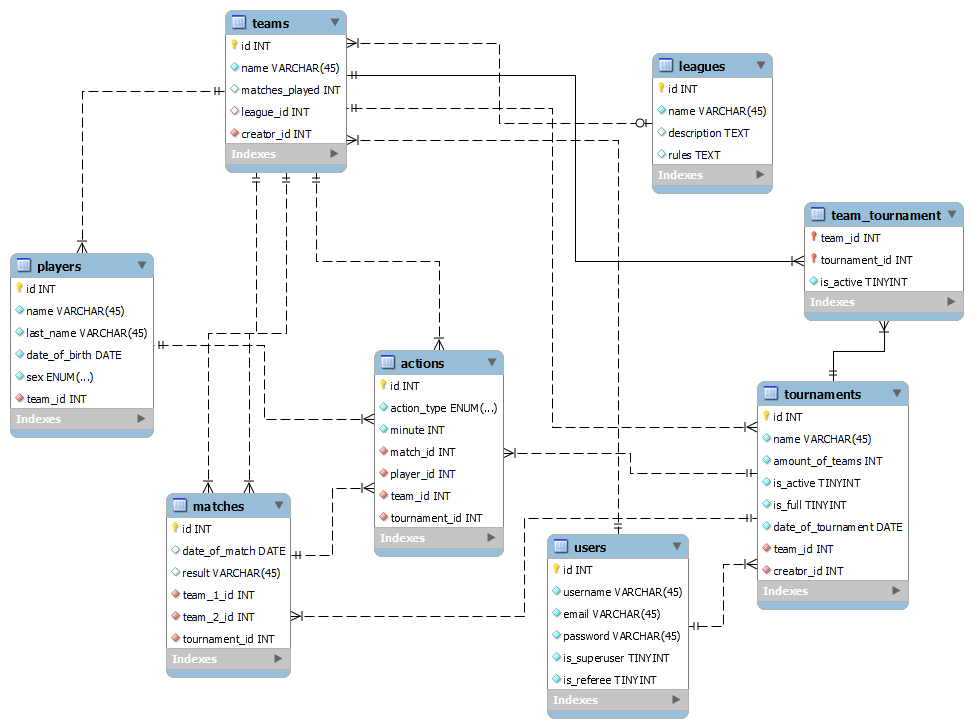 teams
id INT
name VARCHAR(45)
matches_played INT
league_id INT
creator_id INT
Indexes
leagues
id INT
name VARCHAR(45)
description TEXT
rules TEXT
Indexes
team_tournament
team_id INT
tournament_id INT
is_active TINYINT
Indexes
players
id INT
name VARCHAR(45)
last_name VARCHAR(45)
date_of_birth DATE
sex ENUM(...)
team_id INT
Indexes
actions
id INT
action_type ENUM(...)
minute INT
match_id INT
player_id INT
team_id INT
tournament_id INT
Indexes
tournaments
id INT
name VARCHAR(45)
amount_of_teams INT
is_active TINYINT
is_full TINYINT
date_of_tournament DATE
team_id INT
creator_id INT
Indexes
matches
id INT
date_of_match DATE
result VARCHAR(45)
team_1_id INT
team_2_id INT
tournament_id INT
Indexes
users
id INT
username VARCHAR(45)
email VARCHAR(45)
password VARCHAR(45)
is_superuser TINYINT
is_referee TINYINT
Indexes